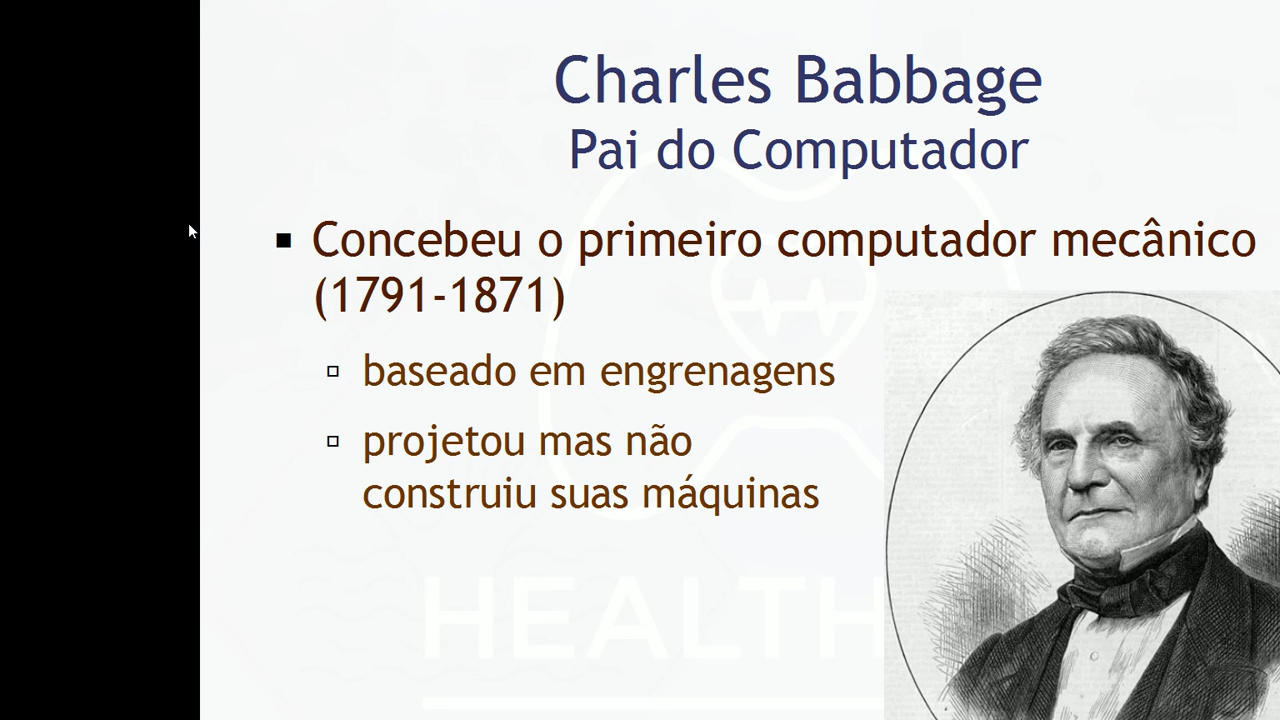 Charles Babbage
Pai do Computador
▪ Concebeu o primeiro computador mecânico
(1791-1871)
▫ baseado em engrenagens
▫ projetou mas não
construiu suas máquinas
HEALTH